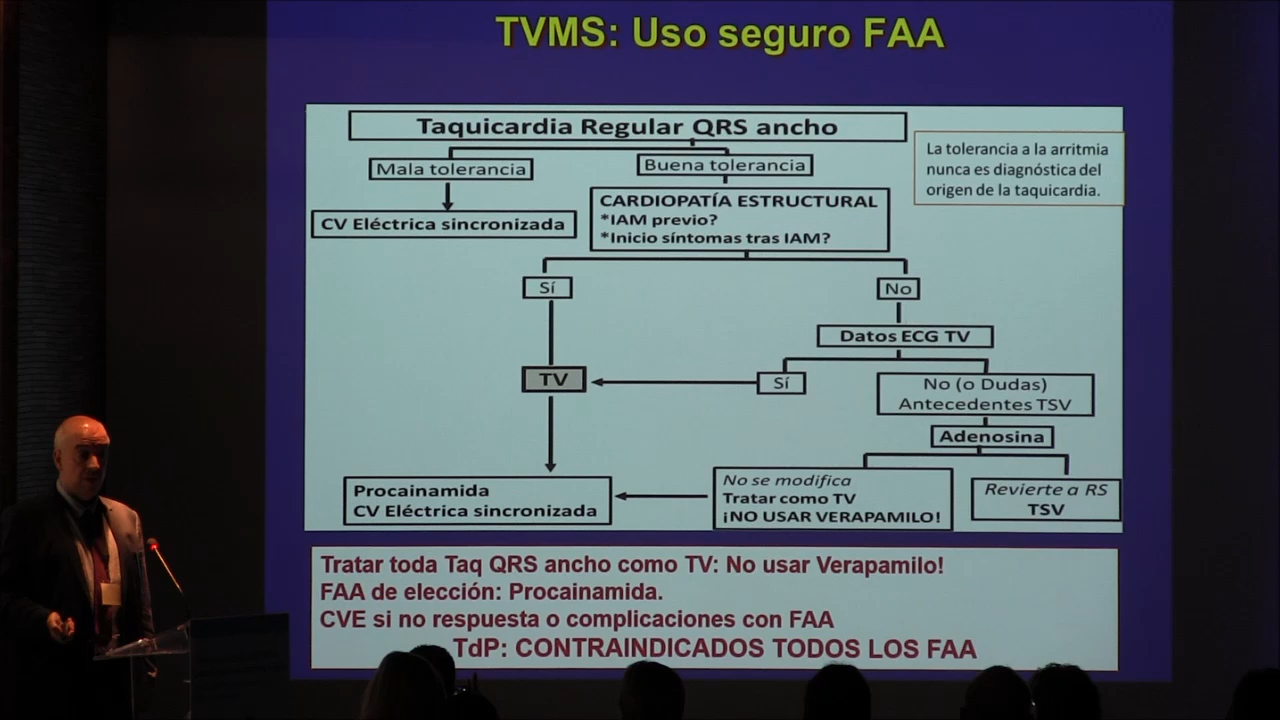 TVMS: Uso seguro FAA
Taquicardia Regular QRS ancho
Mala tolerancia
Buena tolerancia
La tolerancia a la arritmia
nunca es diagnóstica del
origen de la taquicardia.
CV Eléctrica sincronizada
CARDIOPATÍA ESTRUCTURAL
*IAM previo?
*Inicio síntomas tras IAM?
Sí
No
Datos ECG TV
TV
Sí
No (o Dudas)
Antecedentes TSV
Adenosina
Procainamida
CV Eléctrica sincronizada
No se modifica
Tratar como TV
¡NO USAR VERAPAMILO!
Revierte a RS
TSV
Tratar toda Taq QRS ancho como TV: No usar Verapamilo!
FAA de elección: Procainamida.
CVE si no respuesta o complicaciones con FAA
TdP: CONTRAINDICADOS TODOS LOS FAA